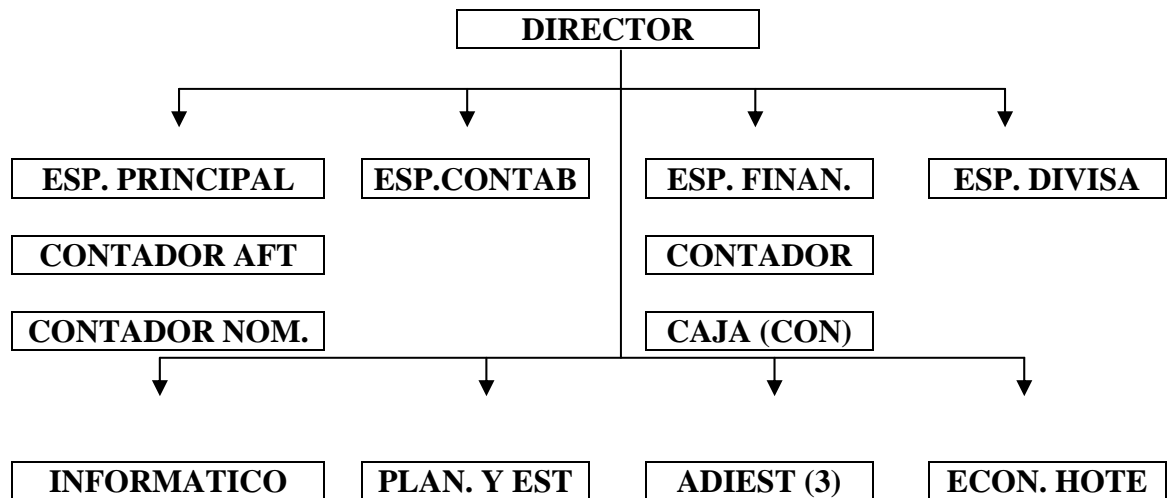 DIRECTOR
ESP. PRINCIPAL
ESP.CONTAB
ESP. FINAN.
ESP. DIVISA
CONTADOR AFT
CONTADOR
CONTADOR NOM.
CAJA (CON)
INFORMATICO
PLAN. Y EST
ADIEST (3)
ECON. HOTE